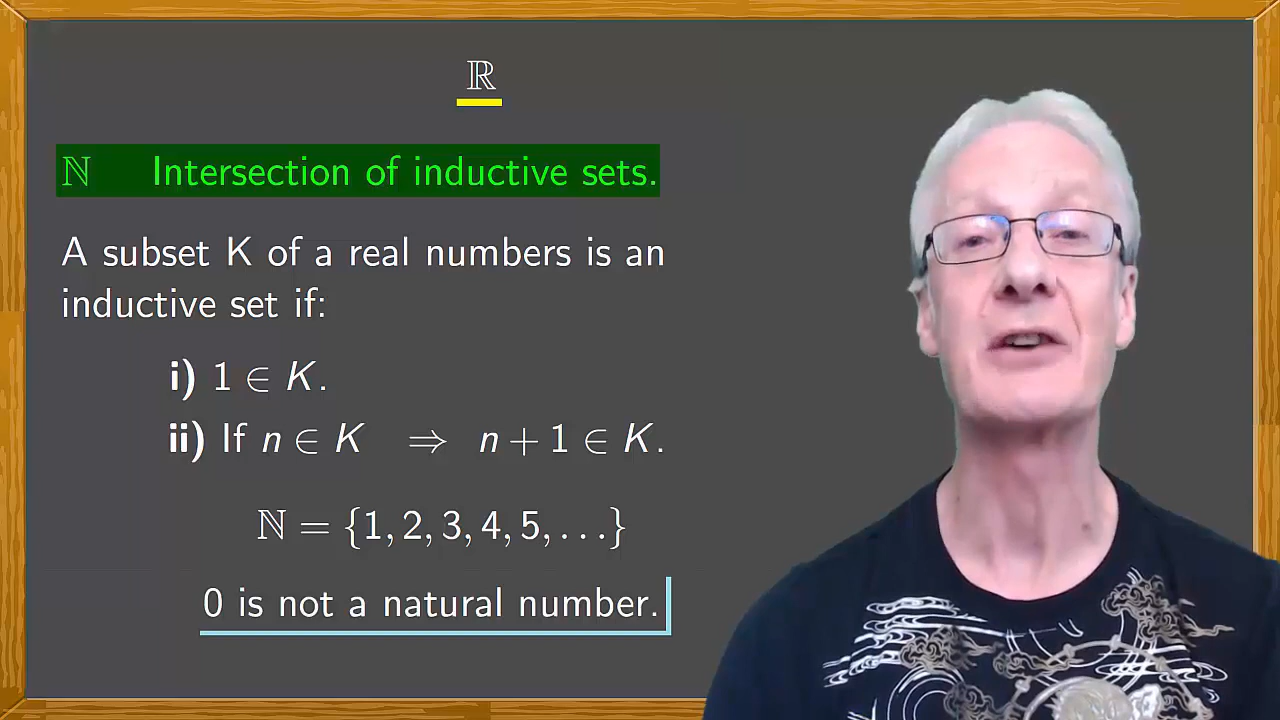 ℝ
ℕ Intersection of inductive sets.
A subset K of a real numbers is an
inductive set if:
i) 1 ∈ K.
ii) If n ∈ K ⇒ n + 1 ∈ K.
ℕ = {1, 2, 3, 4, 5, . . .}
0 is not a natural number.